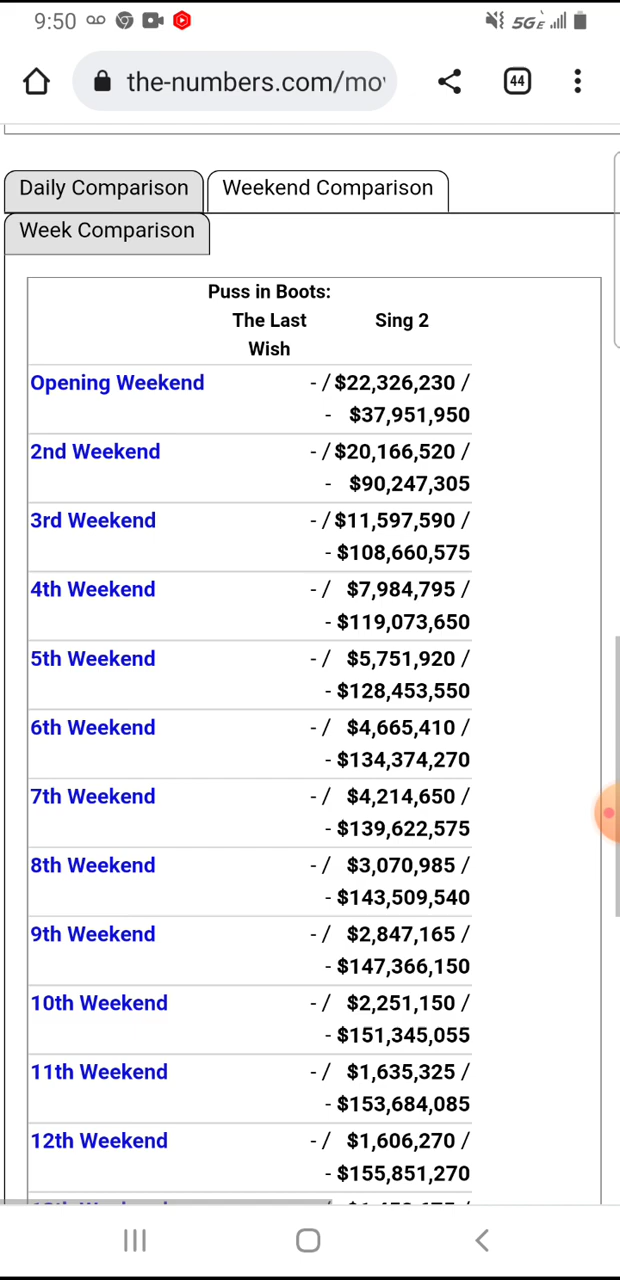 9:50
5GE
the-numbers.com/mo
44
Daily Comparison
Weekend Comparison
Week Comparison
Puss in Boots:
The Last Sing 2
Wish
Opening Weekend - / $22,326,230 /
- $37,951,950
2nd Weekend - / $20,166,520 /
- $90,247,305
3rd Weekend - / $11,597,590 /
- $108,660,575
4th Weekend - / $7,984,795 /
- $119,073,650
5th Weekend - / $5,751,920 /
- $128,453,550
6th Weekend - / $4,665,410 /
- $134,374,270
7th Weekend - / $4,214,650 /
- $139,622,575
8th Weekend - / $3,070,985 /
- $143,509,540
9th Weekend - / $2,847,165 /
- $147,366,150
10th Weekend - / $2,251,150 /
- $151,345,055
11th Weekend - / $1,635,325 /
- $153,684,085
12th Weekend - / $1,606,270 /
- $155,851,270